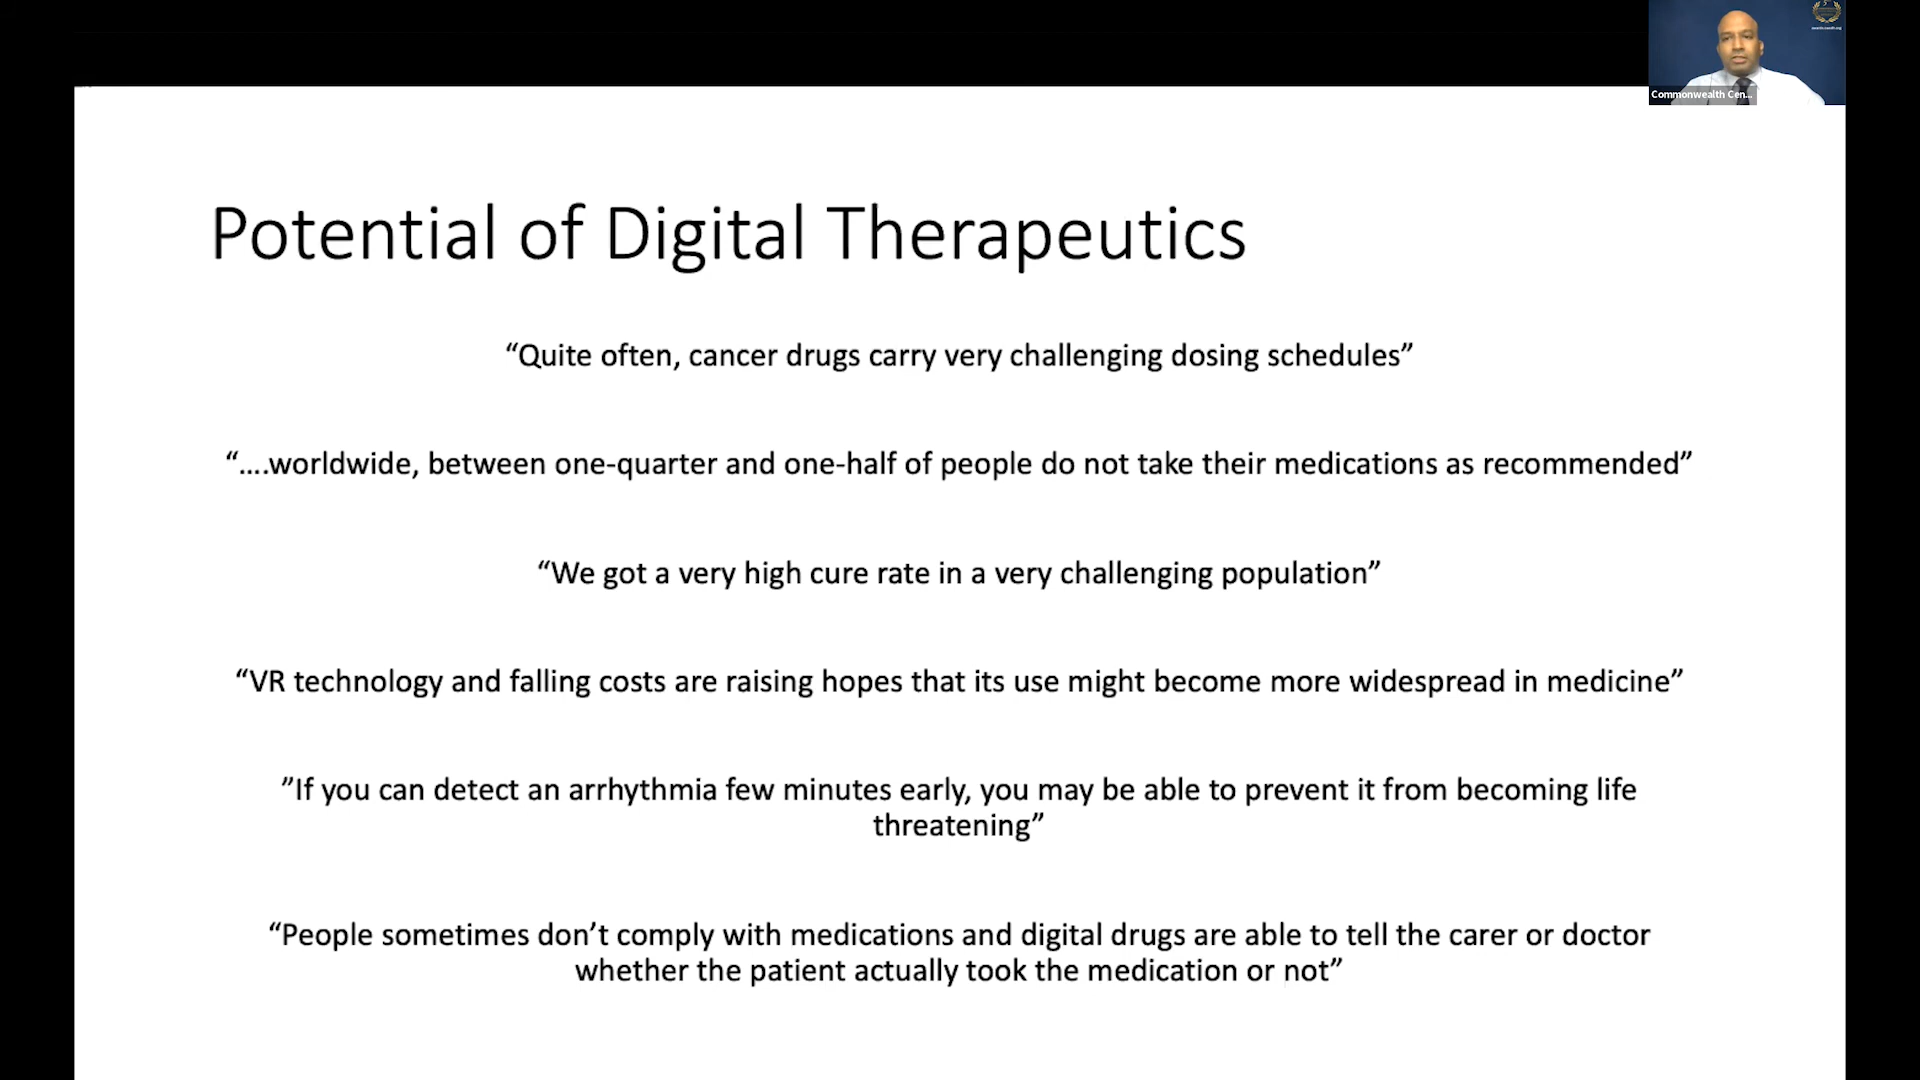 Commonwealth Cen...
Potential of Digital Therapeutics
“Quite often, cancer drugs carry very challenging dosing schedules”
“....worldwide, between one-quarter and one-half of people do not take their medications as recommended”
“We got a very high cure rate in a very challenging population”
“VR technology and falling costs are raising hopes that its use might become more widespread in medicine”
”If you can detect an arrhythmia few minutes early, you may be able to prevent it from becoming life
threatening”
“People sometimes don’t comply with medications and digital drugs are able to tell the carer or doctor
whether the patient actually took the medication or not”